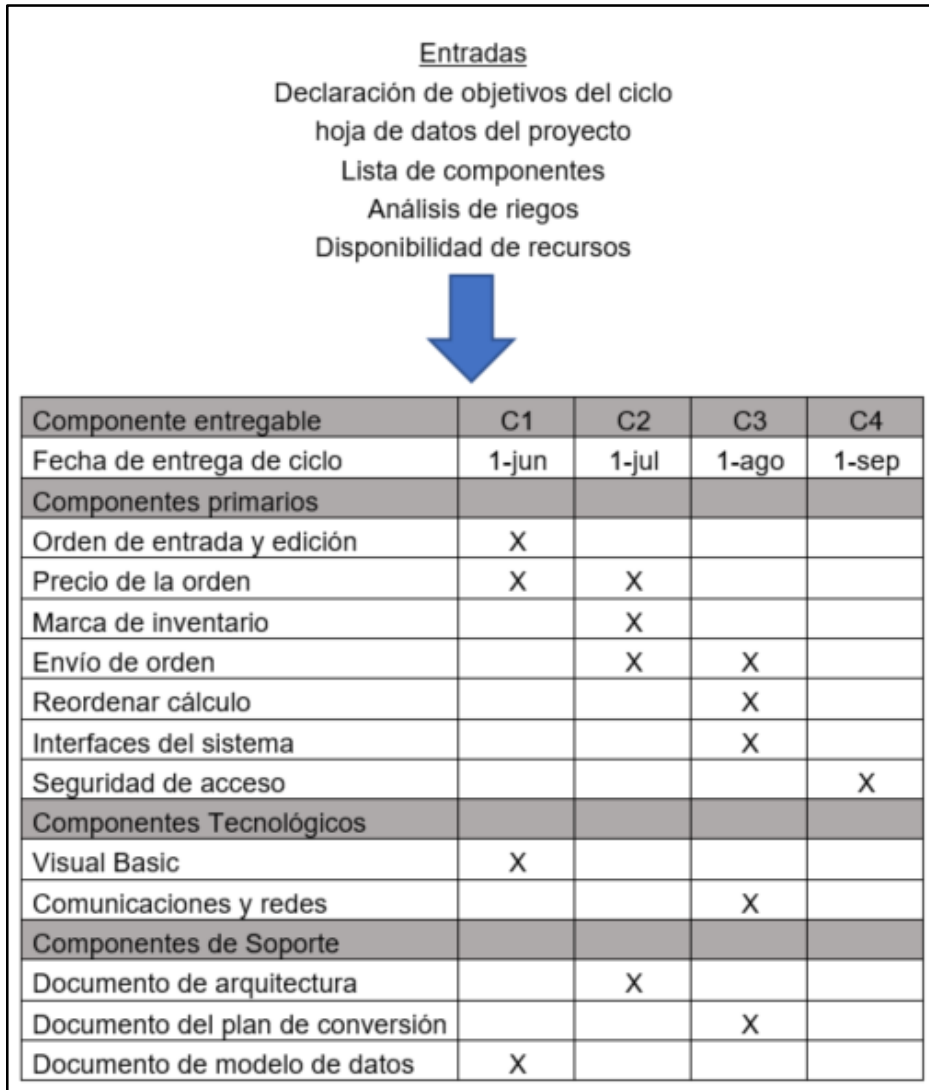 Entradas
Declaración de objetivos del ciclo
hoja de datos del proyecto
Lista de componentes
Análisis de riegos
Disponibilidad de recursos
Componente entregable C1 C2 C3 C4
Fecha de entrega de ciclo 1-jun 1-jul 1-ago 1-sep
Componentes primarios
Orden de entrada y edición X
Precio de la orden X X
Marca de inventario X
Envío de orden X X
Reordenar cálculo X
Interfaces del sistema X
Seguridad de acceso X
Componentes Tecnológicos
Visual Basic X
Comunicaciones y redes X
Componentes de Soporte
Documento de arquitectura X
Documento del plan de conversión X
Documento de modelo de datos X